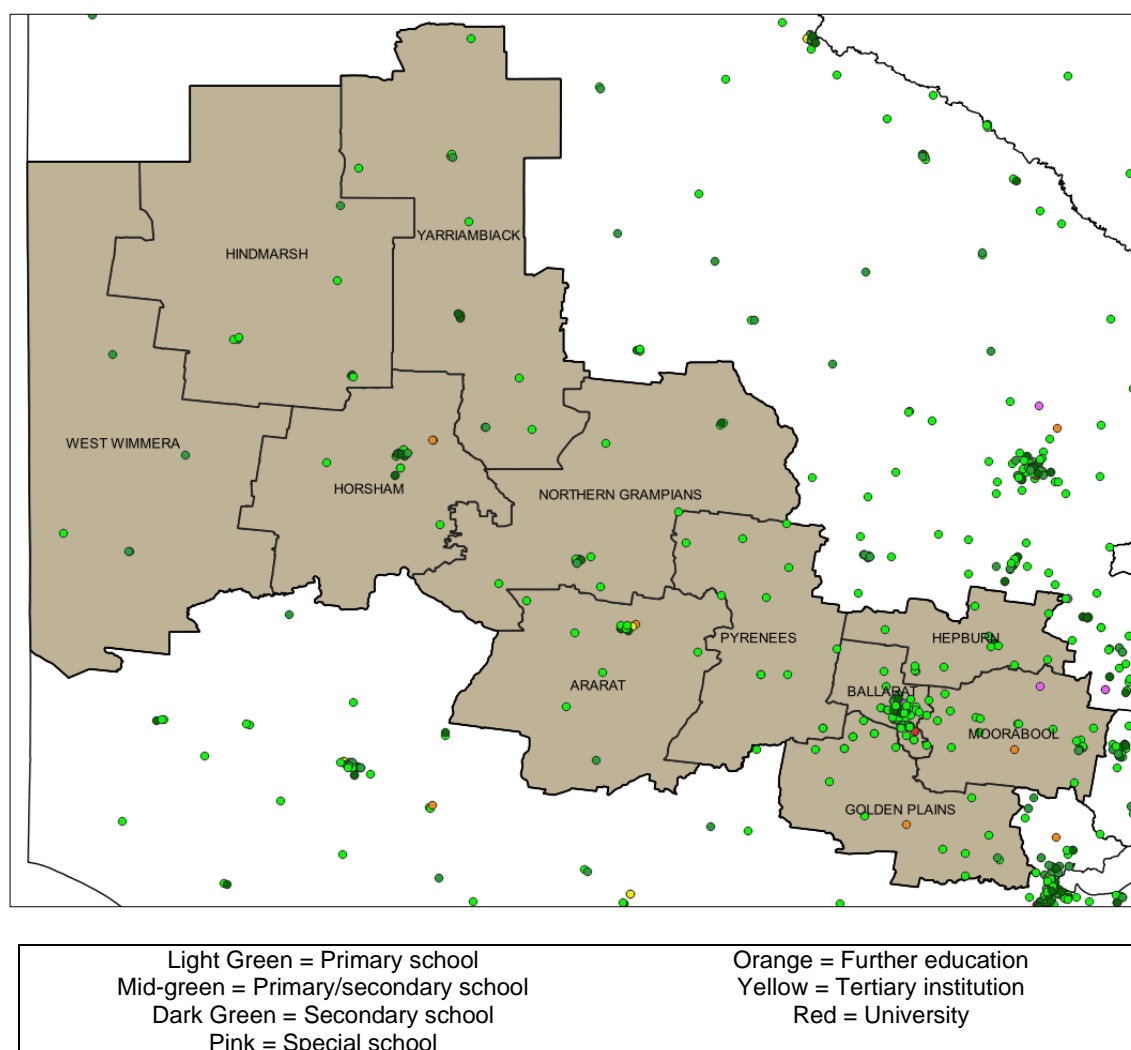 YARRIAMBIACK
HINDMARSH
WEST WIMMERA
HORSHAM
NORTHERN GRAMPIANS
PYRENEES
HEPBURN
ARARAT
BALLARAT
MOORABOOL
GOLDEN PLAINS
Light Green = Primary school
Mid-green = Primary/secondary school
Dark Green = Secondary school
Pink = Special school
Orange = Further education
Yellow = Tertiary institution
Red = University